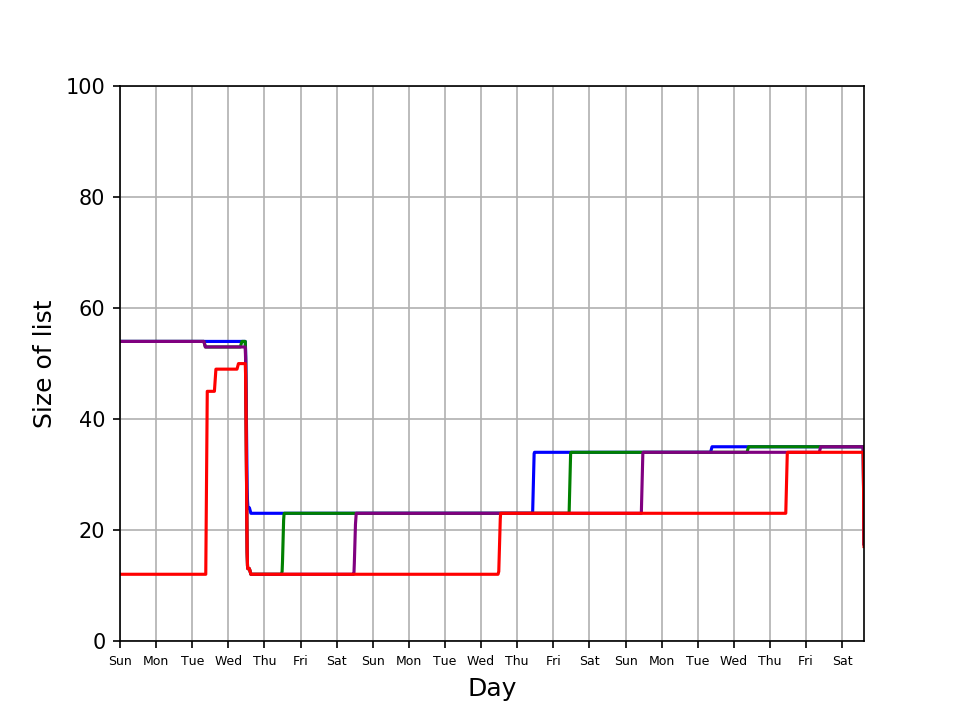 100
80
60
40
20
0
Size of list
Sun Mon Tue Wed Thu Fri Sat Sun Mon Tue Wed Thu Fri Sat Sun Mon Tue Wed Thu Fri Sat
Day